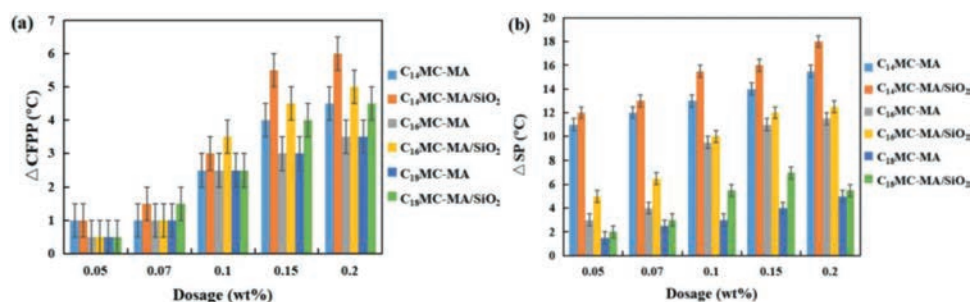 (a)
△CFPP (°C)
7
6
5
4
3
2
1
0
0.05 0.07 0.1 0.15 0.2
Dosage (wt%)
C₁₄MC-MA
C₁₄MC-MA/SiO₂
C₁₆MC-MA
C₁₆MC-MA/SiO₂
C₁₈MC-MA
C₁₈MC-MA/SiO₂
(b)
△SP (°C)
20
18
16
14
12
10
8
6
4
2
0
0.05 0.07 0.1 0.15 0.2
Dosage (wt%)
C₁₄MC-MA
C₁₄MC-MA/SiO₂
C₁₆MC-MA
C₁₆MC-MA/SiO₂
C₁₈MC-MA
C₁₈MC-MA/SiO₂